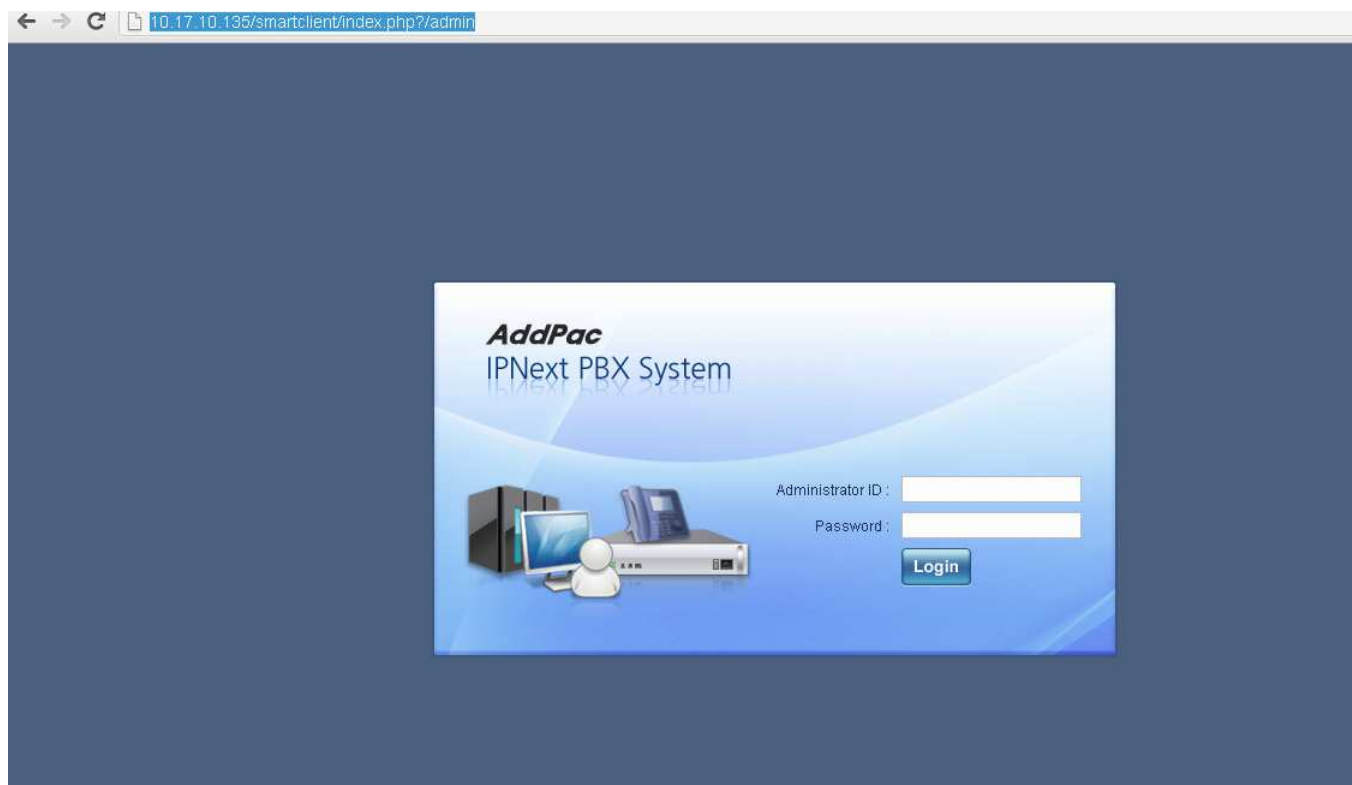 10.17.10.135/smartclient/index.php?/admin
AddPac
IPNext PBX System
Administrator ID :
Password :
Login